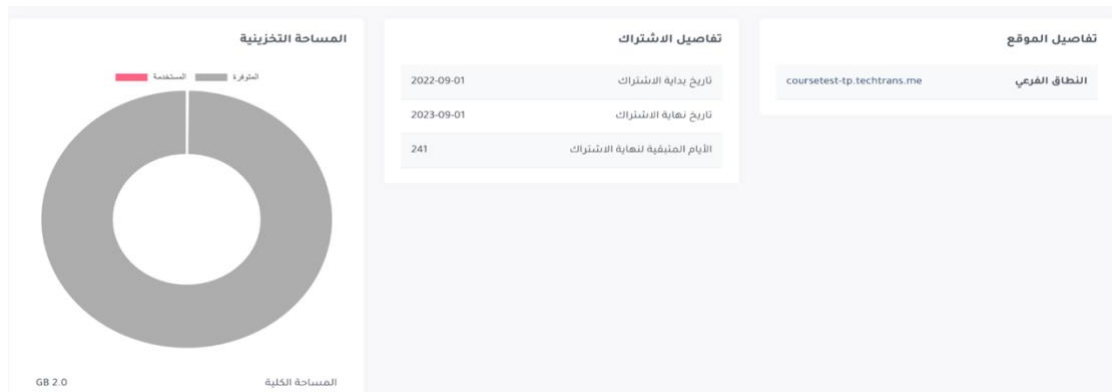 تفاصيل الموقع
النطاق الفرعي coursetest-tp.techtrans.me
تفاصيل الاشتراك
تاريخ بداية الاشتراك 2022-09-01
تاريخ نهاية الاشتراك 2023-09-01
الأيام المتبقية لنهاية الاشتراك 241
المساحة التخزينية
المتوفرة المستخدمة
المساحة الكلية GB 2.0